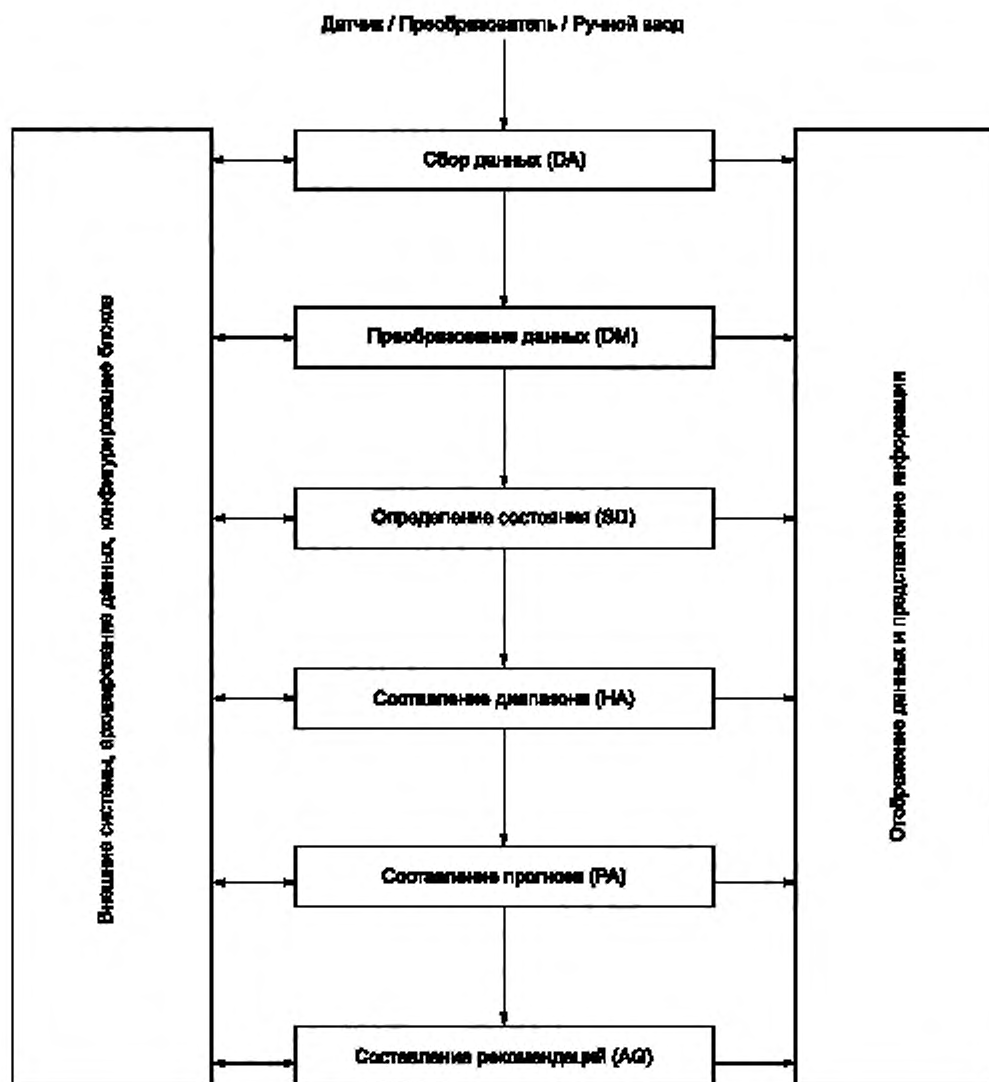 Датчик / Преобразователь / Ручной ввод
Сбор данных (DA)
Преобразование данных (DM)
Определение состояния (SD)
Составление диапазона (HA)
Составление прогноза (PA)
Составление рекомендаций (AG)
Внешние системы, архивирование данных, конфигурирование блоков
Отображение данных и представление информации